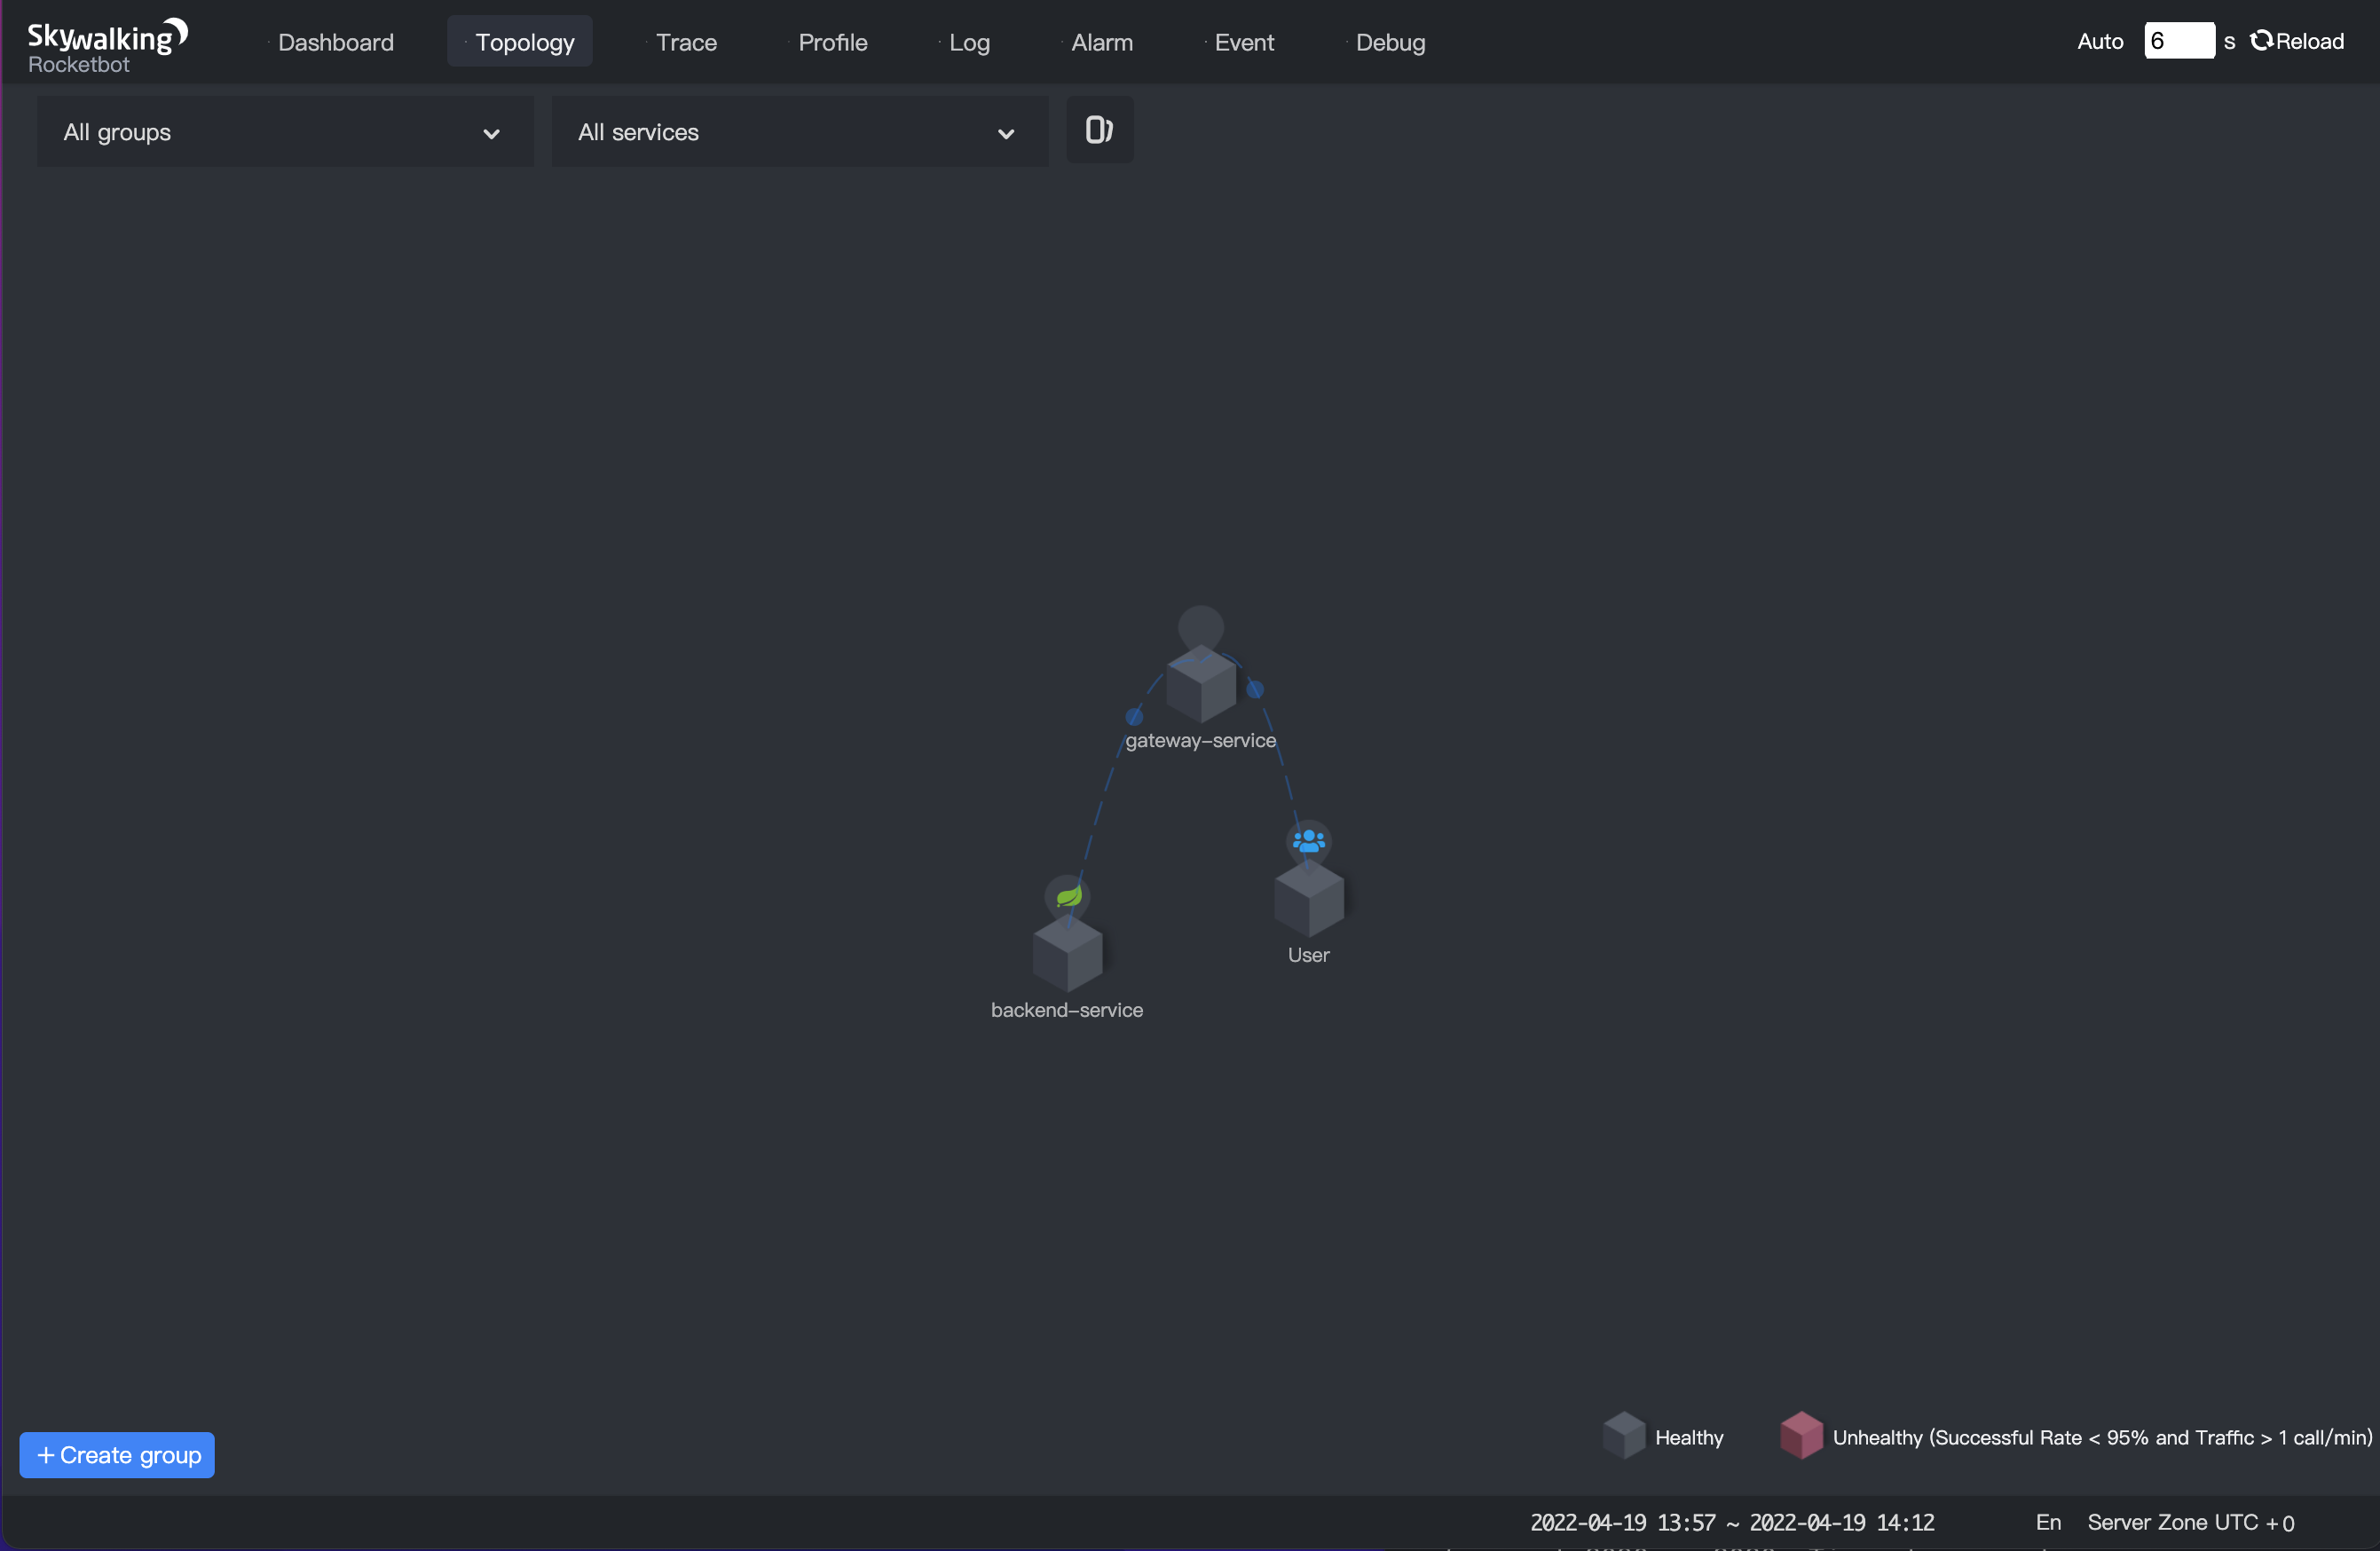 Skywalking
Rocketbot
Dashboard Topology Trace Profile Log Alarm Event Debug
Auto 6 s Reload
All groups All services
gateway-service
User
backend-service
Healthy Unhealthy (Successful Rate < 95% and Traffic > 1 call/min)
+ Create group
2022-04-19 13:57 ~ 2022-04-19 14:12 En Server Zone UTC +0